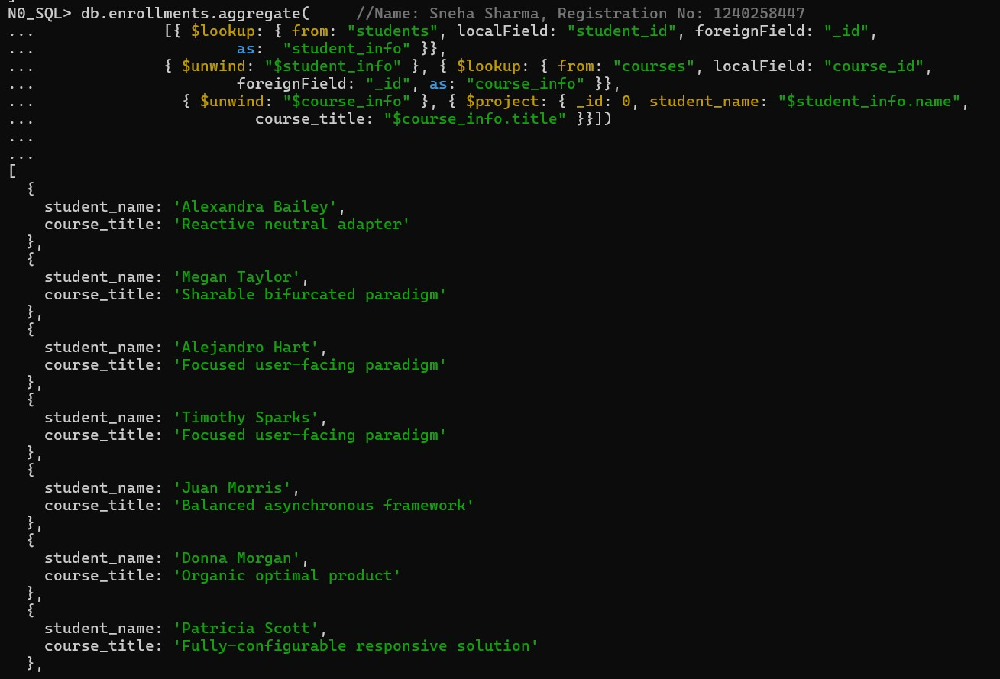 N0_SQL> db.enrollments.aggregate(     //Name: Sneha Sharma, Registration No: 1240258447
...              [{ $lookup: { from: "students", localField: "student_id", foreignField: "_id",
...                      as:  "student_info" }},
...              { $unwind: "$student_info" }, { $lookup: { from: "courses", localField: "course_id",
...                      foreignField: "_id", as: "course_info" }},
...                { $unwind: "$course_info" }, { $project: { _id: 0, student_name: "$student_info.name",
...                        course_title: "$course_info.title" }}])
...
...
[
  {
    student_name: 'Alexandra Bailey',
    course_title: 'Reactive neutral adapter'
  },
  {
    student_name: 'Megan Taylor',
    course_title: 'Sharable bifurcated paradigm'
  },
  {
    student_name: 'Alejandro Hart',
    course_title: 'Focused user-facing paradigm'
  },
  {
    student_name: 'Timothy Sparks',
    course_title: 'Focused user-facing paradigm'
  },
  {
    student_name: 'Juan Morris',
    course_title: 'Balanced asynchronous framework'
  },
  {
    student_name: 'Donna Morgan',
    course_title: 'Organic optimal product'
  },
  {
    student_name: 'Patricia Scott',
    course_title: 'Fully-configurable responsive solution'
  },